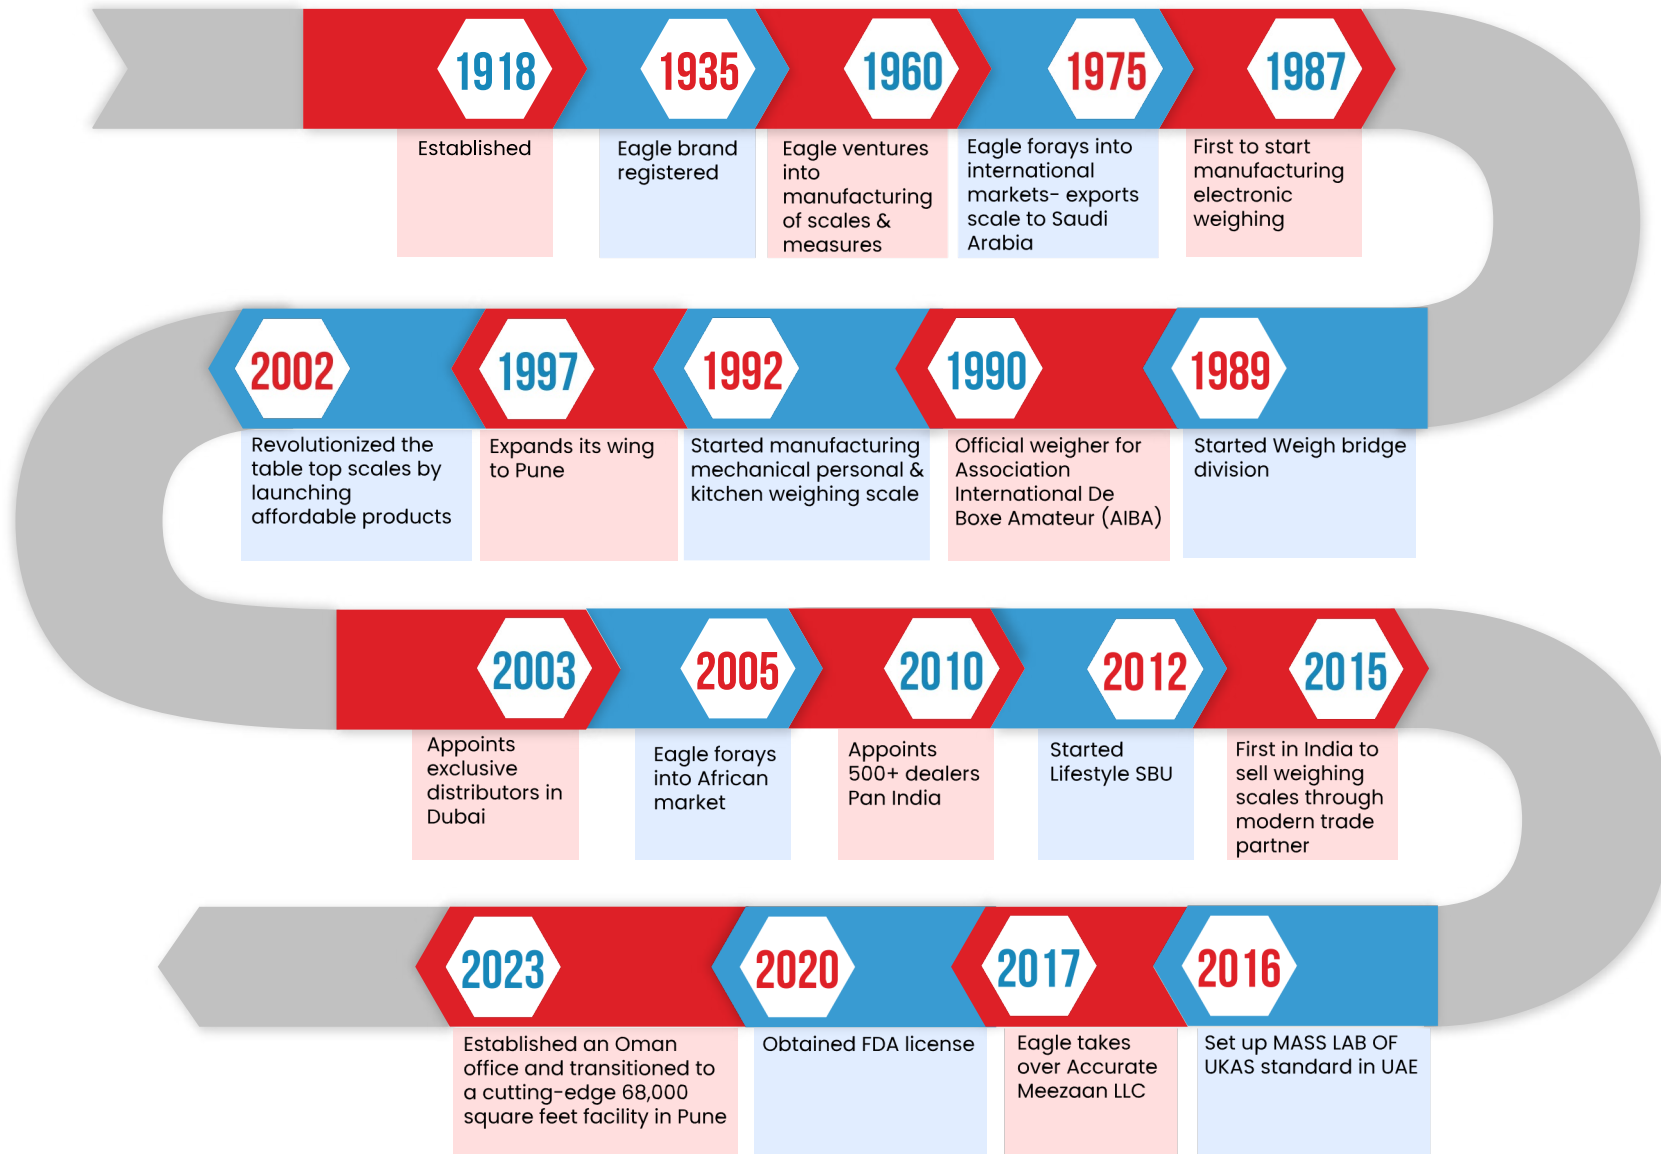 1918
Established
1935
Eagle brand
registered
1960
Eagle ventures
into
manufacturing
of scales &
measures
1975
Eagle forays into
international
markets- exports
scale to Saudi
Arabia
1987
First to start
manufacturing
electronic
weighing
1989
Started Weigh bridge
division
1990
Official weigher for
Association
International De
Boxe Amateur (AIBA)
1992
Started manufacturing
mechanical personal &
kitchen weighing scale
1997
Expands its wing
to Pune
2002
Revolutionized the
table top scales by
launching
affordable products
2003
Appoints
exclusive
distributors in
Dubai
2005
Eagle forays
into African
market
2010
Appoints
500+ dealers
Pan India
2012
Started
Lifestyle SBU
2015
First in India to
sell weighing
scales through
modern trade
partner
2016
Set up MASS LAB OF
UKAS standard in UAE
2017
Eagle takes
over Accurate
Meezaan LLC
2020
Obtained FDA license
2023
Established an Oman
office and transitioned to
a cutting-edge 68,000
square feet facility in Pune